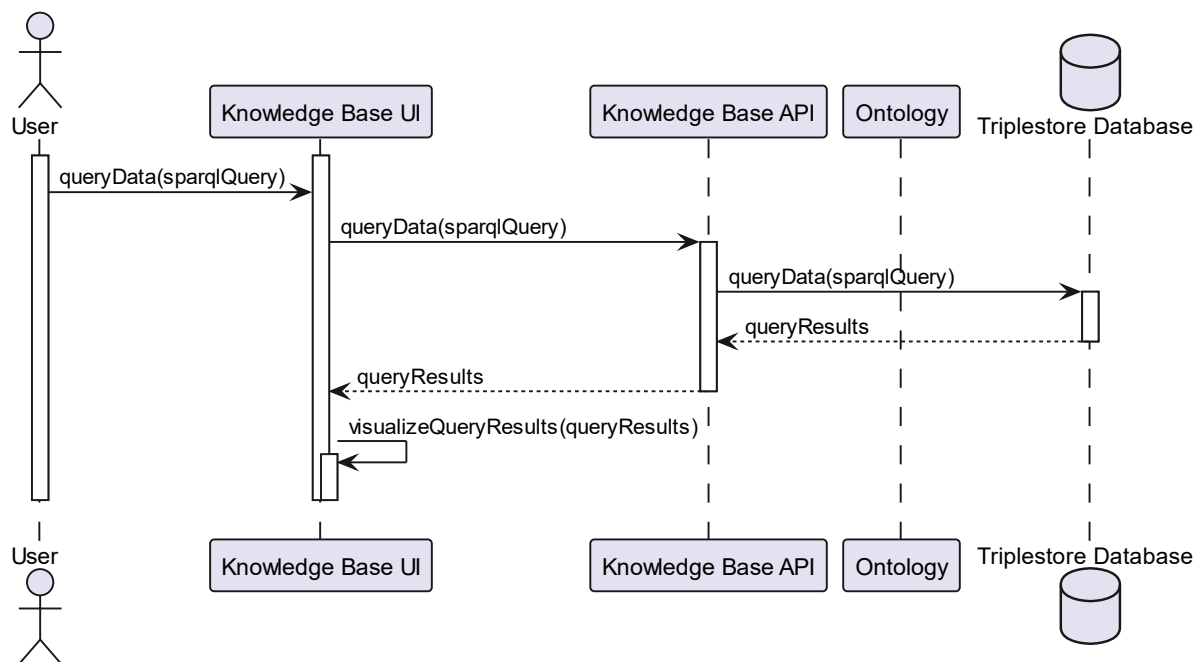 User
Knowledge Base UI
Knowledge Base API
Ontology
Triplestore Database
queryData(sparqlQuery)
queryData(sparqlQuery)
queryData(sparqlQuery)
queryResults
queryResults
visualizeQueryResults(queryResults)
User
Knowledge Base UI
Knowledge Base API
Ontology
Triplestore Database